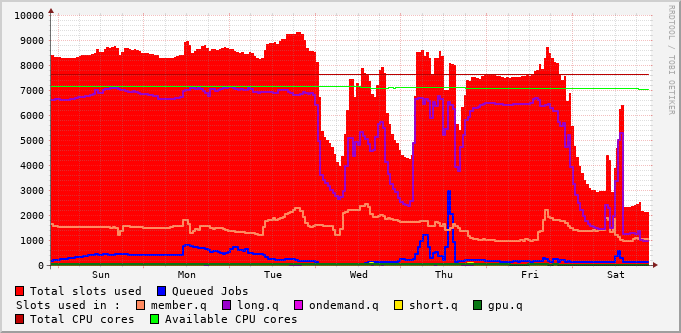 10000
9000
8000
7000
6000
5000
4000
3000
2000
1000
0
Sun Mon Tue Wed Thu Fri Sat
RRDTOOL / TOBI OETIKER
Total slots used Queued Jobs
Slots used in : member.q long.q ondemand.q short.q gpu.q
Total CPU cores Available CPU cores